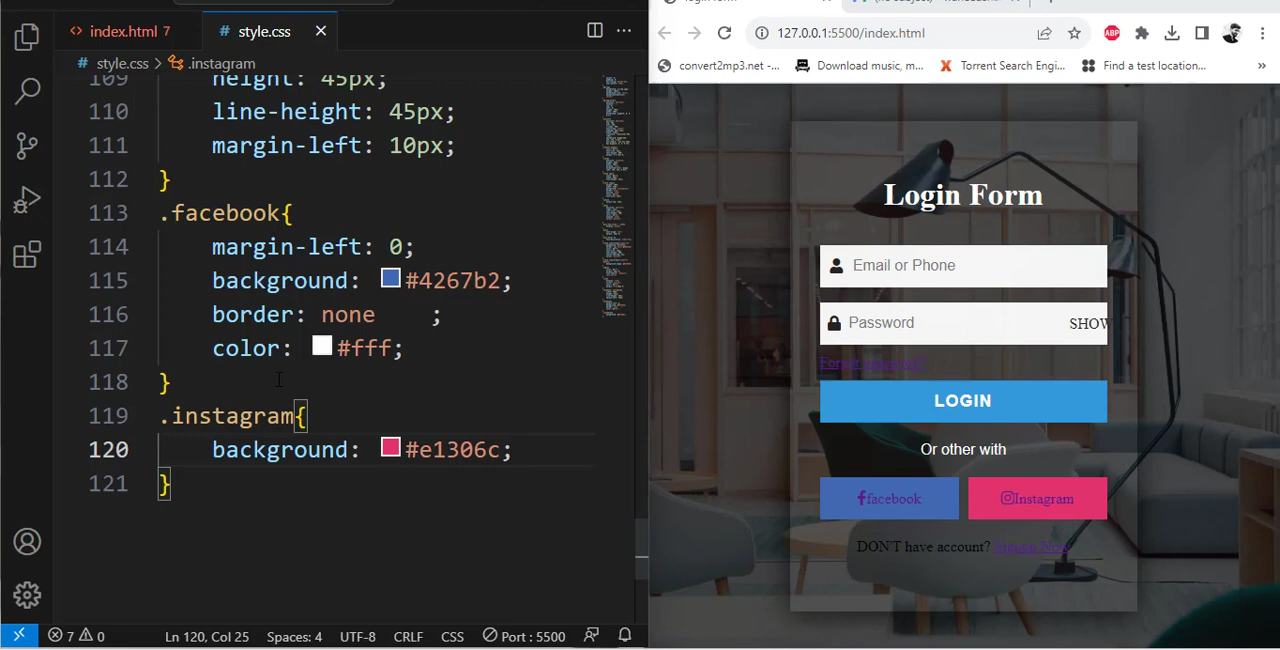 index.html 7
# style.css ×
# style.css > .instagram
109 height: 45px;
110 line-height: 45px;
111 margin-left: 10px;
112 }
113 .facebook{
114 margin-left: 0;
115 background: #4267b2;
116 border: none    ;
117 color: #fff;
118 }
119 .instagram{
120 background: #e1306c;
121 }
7 0
Ln 120, Col 25
Spaces: 4
UTF-8
CRLF
CSS
Port : 5500
127.0.0.1:5500/index.html
ABP
convert2mp3.net -...
Download music, m...
Torrent Search Engi...
Find a test location...
»
Login Form
Email or Phone
Password
SHOW
LOGIN
Or other with
facebook
Instagram
DON'T have account?